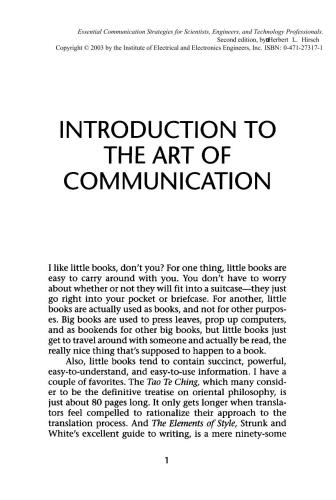 Essential Communication Strategies for Scientists, Engineers, and Technology Professionals.
Second edition, by Herbert L. Hirsch
Copyright © 2003 by the Institute of Electrical and Electronics Engineers, Inc. ISBN: 0-471-27317-1
INTRODUCTION TO
THE ART OF
COMMUNICATION
I like little books, don't you? For one thing, little books are
easy to carry around with you. You don't have to worry
about whether or not they will fit into a suitcase—they just
go right into your pocket or briefcase. For another, little
books are actually used as books, and not for other purpos-
es. Big books are used to press leaves, prop up computers,
and as bookends for other big books, but little books just
get to travel around with someone and actually be read, the
really nice thing that's supposed to happen to a book.
Also, little books tend to contain succinct, powerful,
easy-to-understand, and easy-to-use information. I have a
couple of favorites. The Tao Te Ching, which many consid-
er to be the definitive treatise on oriental philosophy, is
just about 80 pages long. It only gets longer when transla-
tors feel compelled to rationalize their approach to the
translation process. And The Elements of Style, Strunk and
White's excellent guide to writing, is a mere ninety-some
1